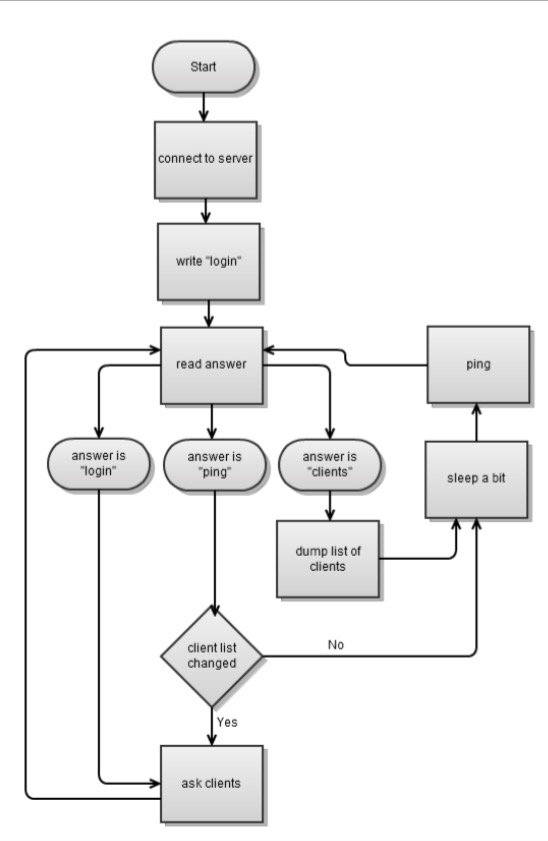 Start
connect to server
write "login"
read answer
ping
answer is
"login"
answer is
"ping"
answer is
"clients"
sleep a bit
dump list of
clients
client list
changed
No
Yes
ask clients